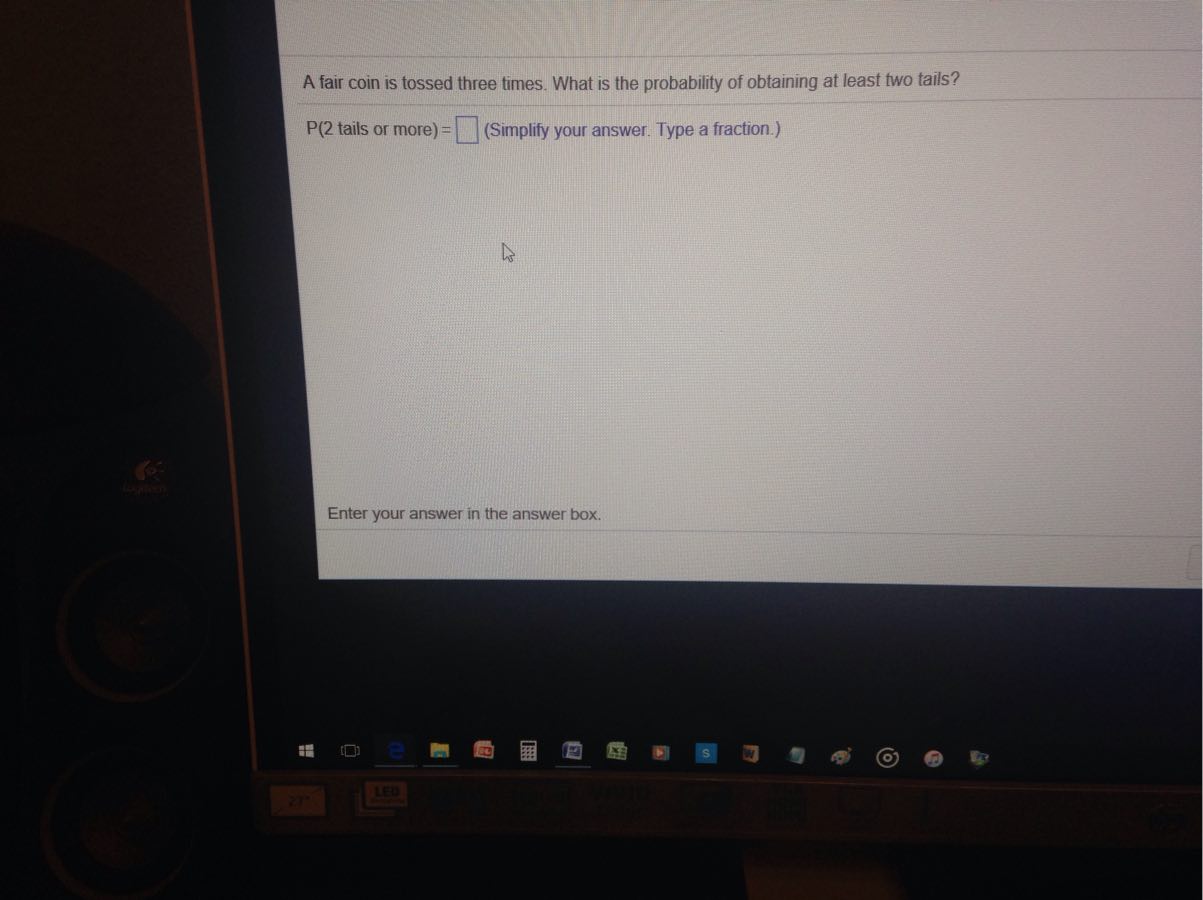 A fair coin is tossed three times. What is the probability of obtaining at least two tails?
P(2 tails or more) = (Simplify your answer. Type a fraction.)
Enter your answer in the answer box.
Logitech
S
27"
LED